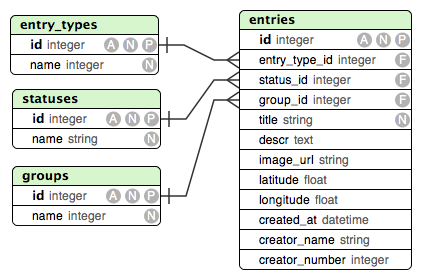 entry_types
id integer A N P
name integer N
statuses
id integer A N P
name string N
groups
id integer A N P
name integer N
entries
id integer A N P
entry_type_id integer F
status_id integer F
group_id integer F
title string N
descr text
image_url string
latitude float
longitude float
created_at datetime
creator_name string
creator_number integer